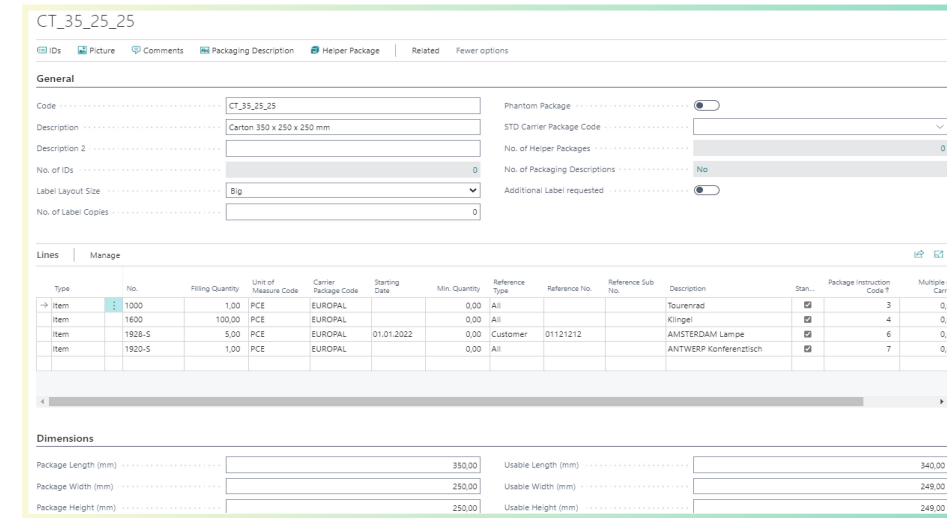 CT_35_25_25
IDs Picture Comments Packaging Description Helper Package Related Fewer options
General
Code CT_35_25_25 Phantom Package
Description Carton 350 x 250 x 250 mm STD Carrier Package Code
Description 2 No. of Helper Packages 0
No. of IDs 0 No. of Packaging Descriptions No
Label Layout Size Big Additional Label requested
No. of Label Copies 0
Lines Manage
Type No. Filling Quantity Unit of Measure Code Carrier Package Code Starting Date Min. Quantity Reference Type Reference No. Reference Sub No. Description Stan... Package Instruction Code ↑ Multiple
Item 1000 1,00 PCE EUROPAL 0,00 All Tourenrad 3 0,
Item 1600 100,00 PCE EUROPAL 0,00 All Klingel 4 0,
Item 1928-S 5,00 PCE EUROPAL 01.01.2022 0,00 Customer 01121212 AMSTERDAM Lampe 6 0,
Item 1920-S 1,00 PCE EUROPAL 0,00 All ANTWERP Konferenztisch 7 0,
Dimensions
Package Length (mm) 350,00 Usable Length (mm) 340,00
Package Width (mm) 250,00 Usable Width (mm) 249,00
Package Height (mm) 250,00 Usable Height (mm) 249,00